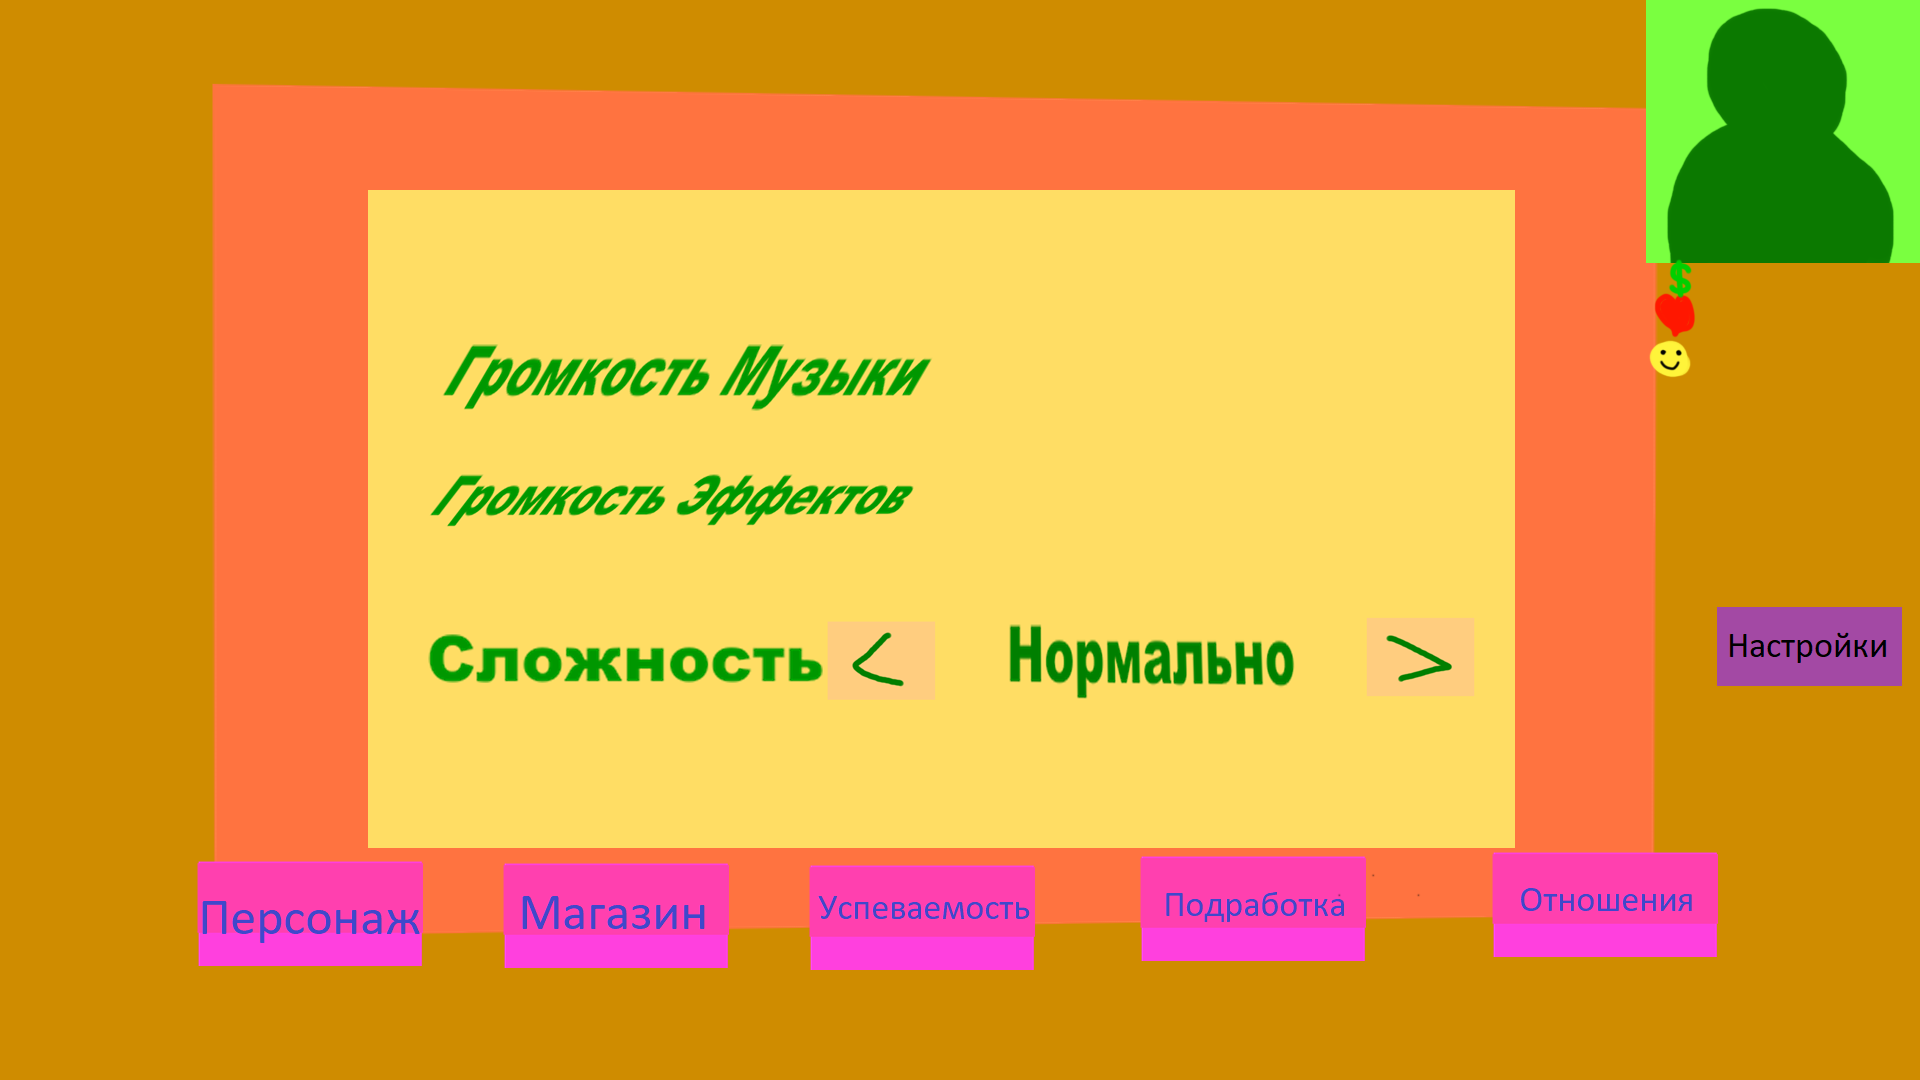 $
Громкость Музыки
Громкость Эффектов
Сложность < Нормально >
Настройки
Персонаж Магазин Успеваемость Подработка Отношения